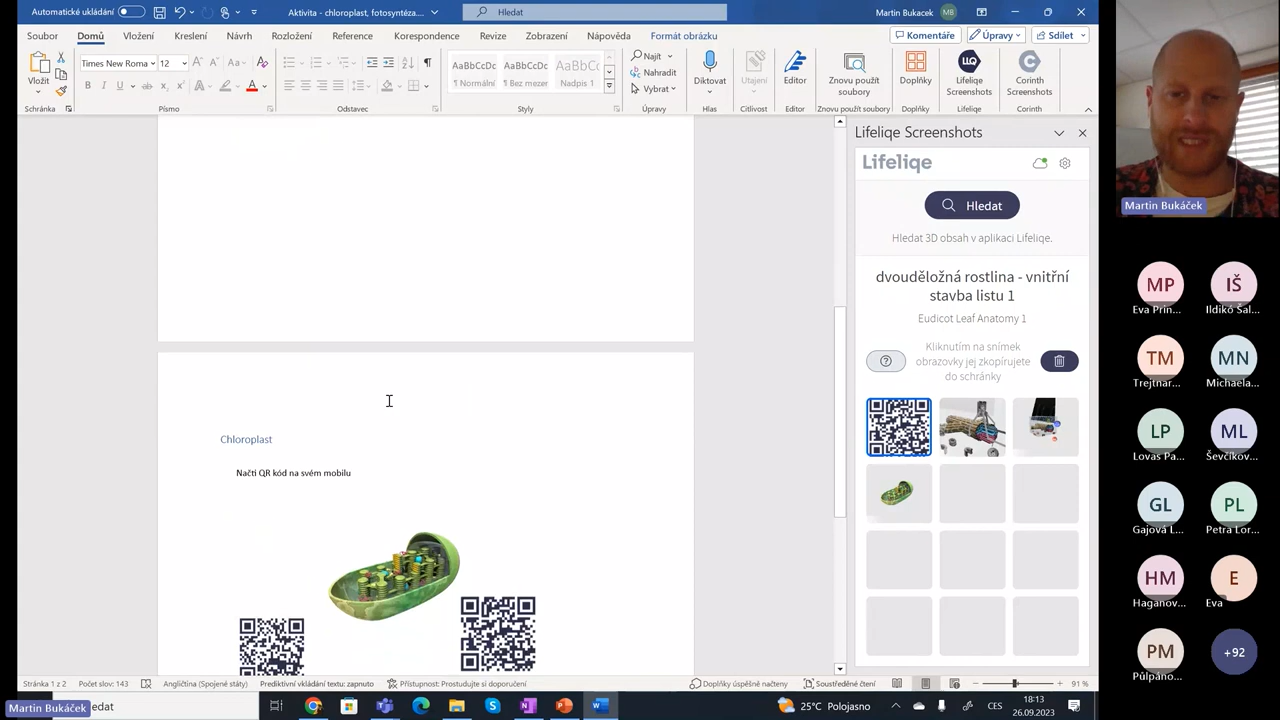 Automatické ukládání
Aktivita - chloroplast, fotosyntéza....
Hledat
Martin Bukacek
MB
Soubor
Domů
Vložení
Kreslení
Návrh
Rozložení
Reference
Korespondence
Revize
Zobrazení
Nápověda
Formát obrázku
Komentáře
Úpravy
Sdílet
Vložit
Times New Roma
12
AaBbCcDc
AaBbCcDc
AaBbCc
¶ Normální
¶ Bez mezer
Nadpis 1
Najít
Nahradit
Vybrat
Diktovat
Utajení
Editor
Doplňky
Znovu použít
soubory
Lifeliqe
Screenshots
Corinth
Screenshots
Schránka
Písmo
Odstavec
Styly
Úpravy
Hlas
Citlivost
Editor
Znovu použít soubory
Doplňky
Lifeliqe
Corinth
Chloroplast
Načti QR kód na svém mobilu
Lifeliqe Screenshots
Lifeliqe
Hledat
Hledat 3D obsah v aplikaci Lifeliqe.
dvouděložná rostlina - vnitřní
stavba listu 1
Eudicot Leaf Anatomy 1
Kliknutím na snímek
obrazovky jej zkopírujete
do schránky
Martin Bukáček
MP
Eva Prin...
IŠ
Ildikó Šal...
TM
Trejtnar...
MN
Michaela...
LP
Lovas Pa...
ML
Ševčíkov...
GL
Gajová L...
PL
Petra Lor...
HM
Haganov...
E
Eva
PM
Půlpáno...
+92
Stránka 1 z 2
Počet slov: 143
Angličtina (Spojené státy)
Prediktivní vkládání textu: zapnuto
Přístupnost: Prostudujte si doporučení
Doplňky úspěšně načteny
Soustředěné čtení
91 %
Martin Bukáček
edat
25°C Polojasno
CES
18:13
26.09.2023